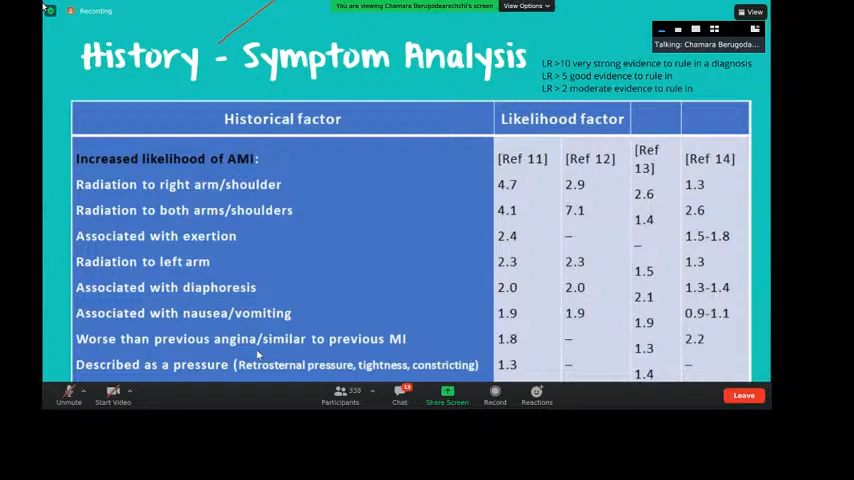 Recording
You are viewing Chamara Berugodaarachchi's screen
View Options
View
Talking: Chamara Berugoda...
History - Symptom Analysis
LR >10 very strong evidence to rule in a diagnosis
LR > 5 good evidence to rule in
LR > 2 moderate evidence to rule in
Historical factor Likelihood factor
Increased likelihood of AMI: [Ref 11] [Ref 12] [Ref 13] [Ref 14]
Radiation to right arm/shoulder 4.7 2.9 2.6 1.3
Radiation to both arms/shoulders 4.1 7.1 1.4 2.6
Associated with exertion 2.4 – – 1.5-1.8
Radiation to left arm 2.3 2.3 1.5 1.3
Associated with diaphoresis 2.0 2.0 2.1 1.3-1.4
Associated with nausea/vomiting 1.9 1.9 1.9 0.9-1.1
Worse than previous angina/similar to previous MI 1.8 – 1.3 2.2
Described as a pressure (Retrosternal pressure, tightness, constricting) 1.3 – 1.4 –
Unmute
Start Video
338
Participants
13
Chat
Share Screen
Record
Reactions
Leave